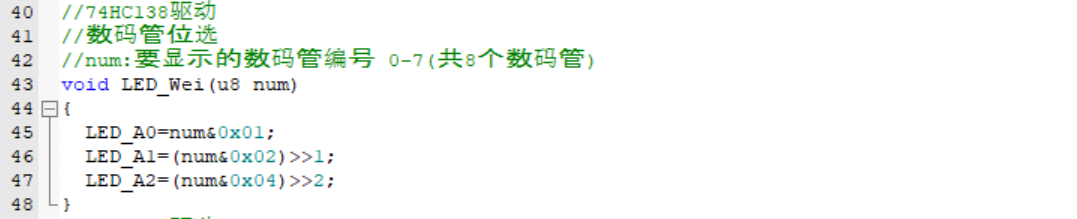 40 //74HC138驱动
41 //数码管位选
42 //num:要显示的数码管编号 0-7(共8个数码管)
43 void LED_Wei(u8 num)
44 {
45 LED_A0=num&0x01;
46 LED_A1=(num&0x02)>>1;
47 LED_A2=(num&0x04)>>2;
48 }